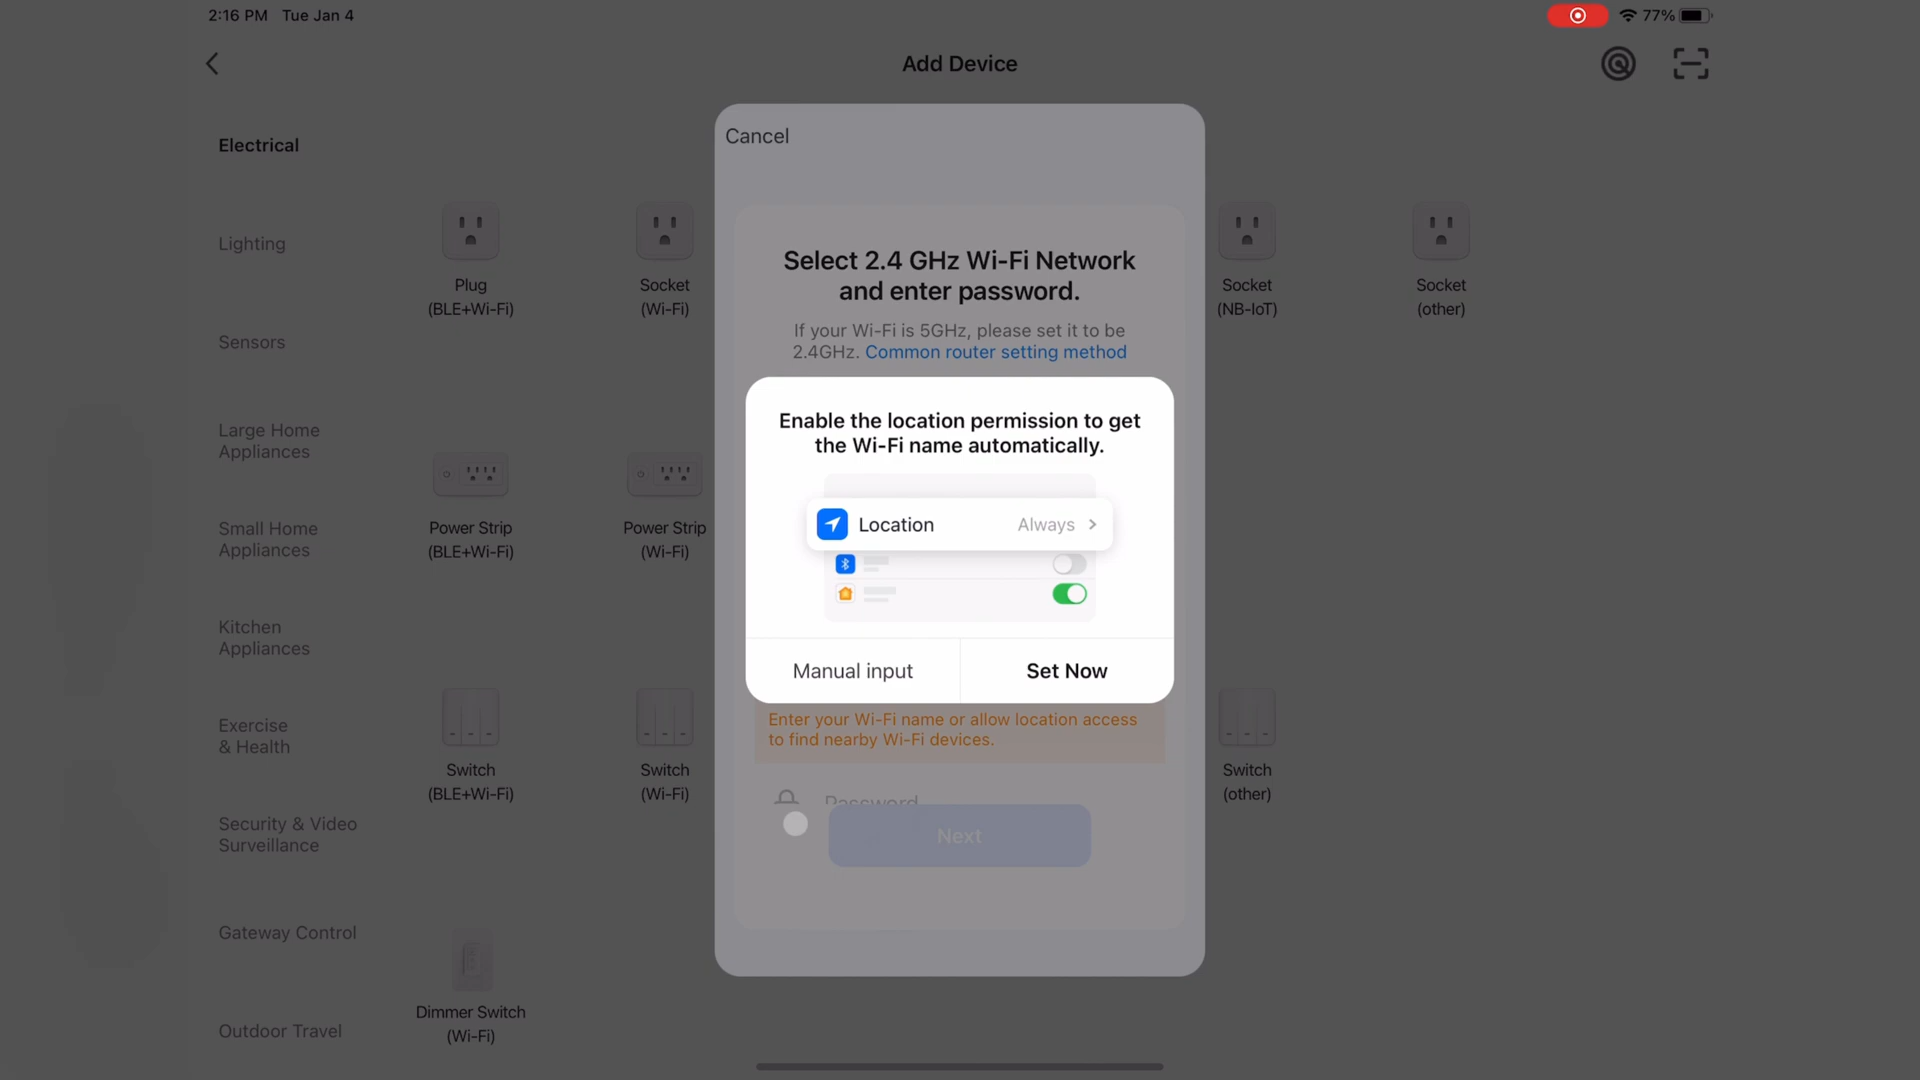 2:16 PM Tue Jan 4
77%
Add Device
Electrical
Lighting
Sensors
Large Home
Appliances
Small Home
Appliances
Kitchen
Appliances
Exercise
& Health
Security & Video
Surveillance
Gateway Control
Outdoor Travel
Plug
(BLE+Wi-Fi)
Socket
(Wi-Fi)
Socket
(NB-IoT)
Socket
(other)
Power Strip
(BLE+Wi-Fi)
Power Strip
(Wi-Fi)
Switch
(BLE+Wi-Fi)
Switch
(Wi-Fi)
Switch
(other)
Dimmer Switch
(Wi-Fi)
Cancel
Select 2.4 GHz Wi-Fi Network
and enter password.
If your Wi-Fi is 5GHz, please set it to be
2.4GHz. Common router setting method
Enable the location permission to get
the Wi-Fi name automatically.
Location Always
Manual input
Set Now
Enter your Wi-Fi name or allow location access
to find nearby Wi-Fi devices.
Password
Next